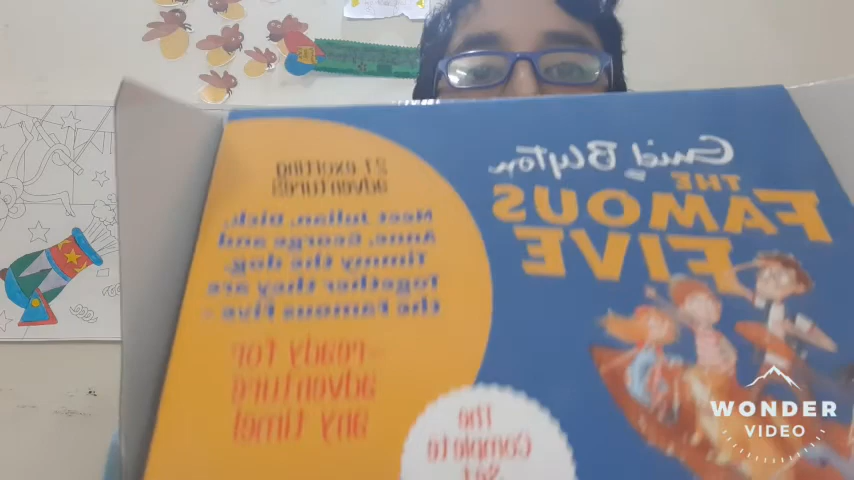 Enid Blyton
THE
FAMOUS
FIVE
21 exciting
adventures
Meet Julian, Dick,
Anne, George and
Timmy the dog.
Together they are
the Famous Five -
ready for
adventure
any time!
The
Complete
Set
WONDER
VIDEO